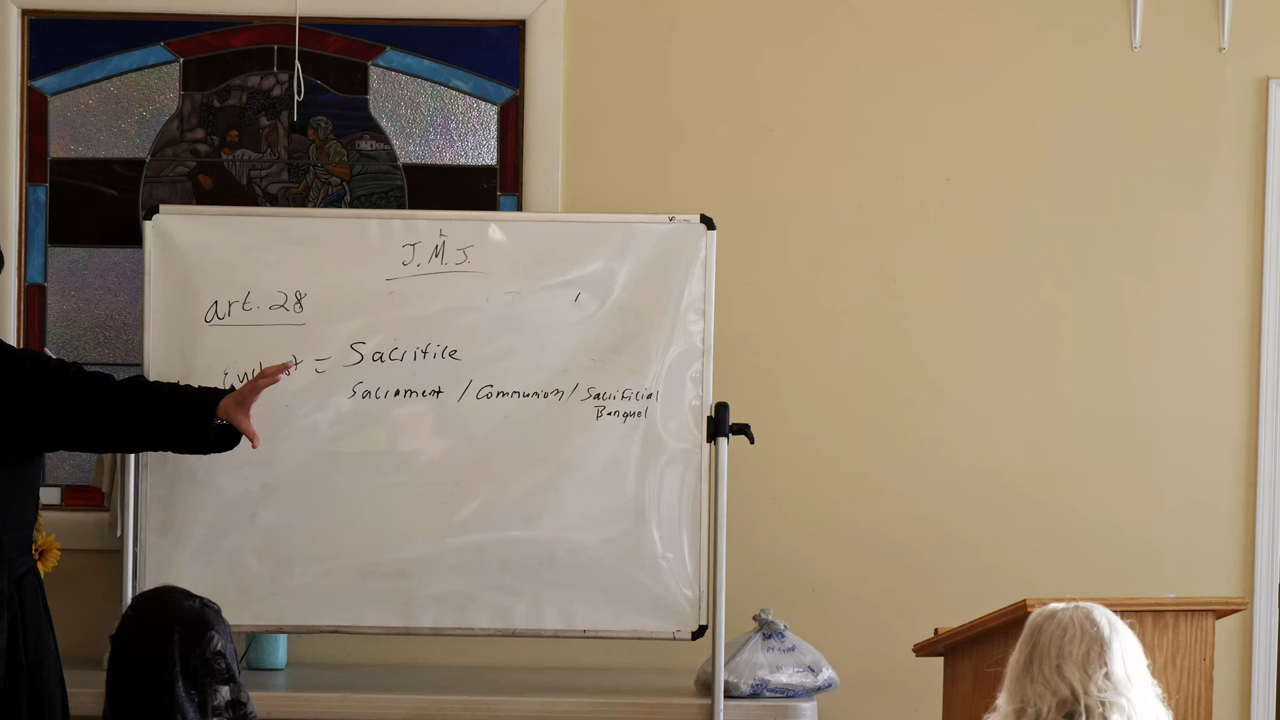 J.M.J.
art. 28
= Sacrifice
Sacrament / Communion / Sacrificial
Banquet